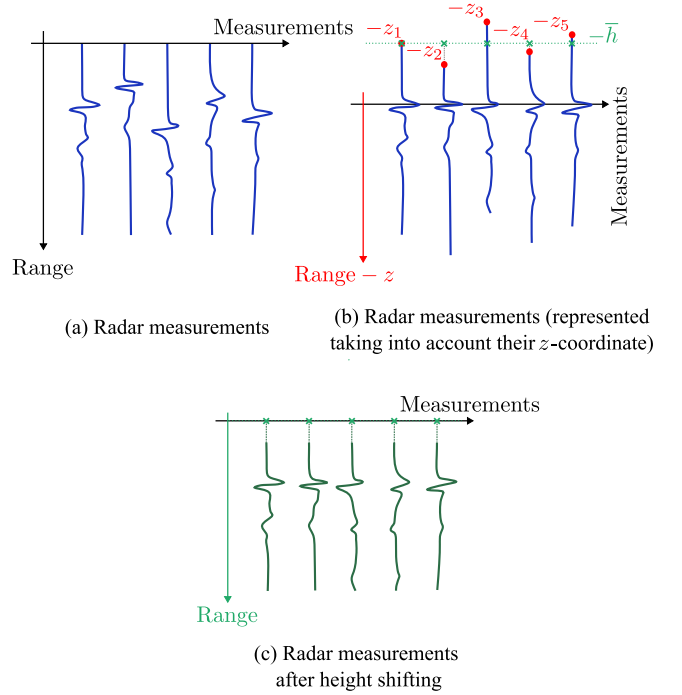 Measurements
Range
(a) Radar measurements
−z₁
−z₂
−z₃
−z₄
−z₅
−h̅
Measurements
Range − z
(b) Radar measurements (represented
taking into account their z-coordinate)
Measurements
Range
(c) Radar measurements
after height shifting